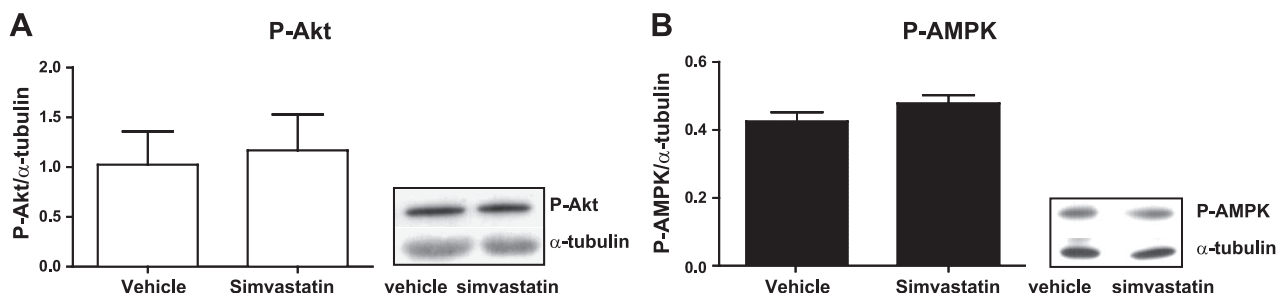 A
P-Akt
P-Akt/α-tubulin
2.0
1.5
1.0
0.5
0.0
Vehicle
Simvastatin
P-Akt
α-tubulin
vehicle simvastatin
B
P-AMPK
P-AMPK/α-tubulin
0.6
0.4
0.2
0.0
Vehicle
Simvastatin
P-AMPK
α-tubulin
vehicle simvastatin